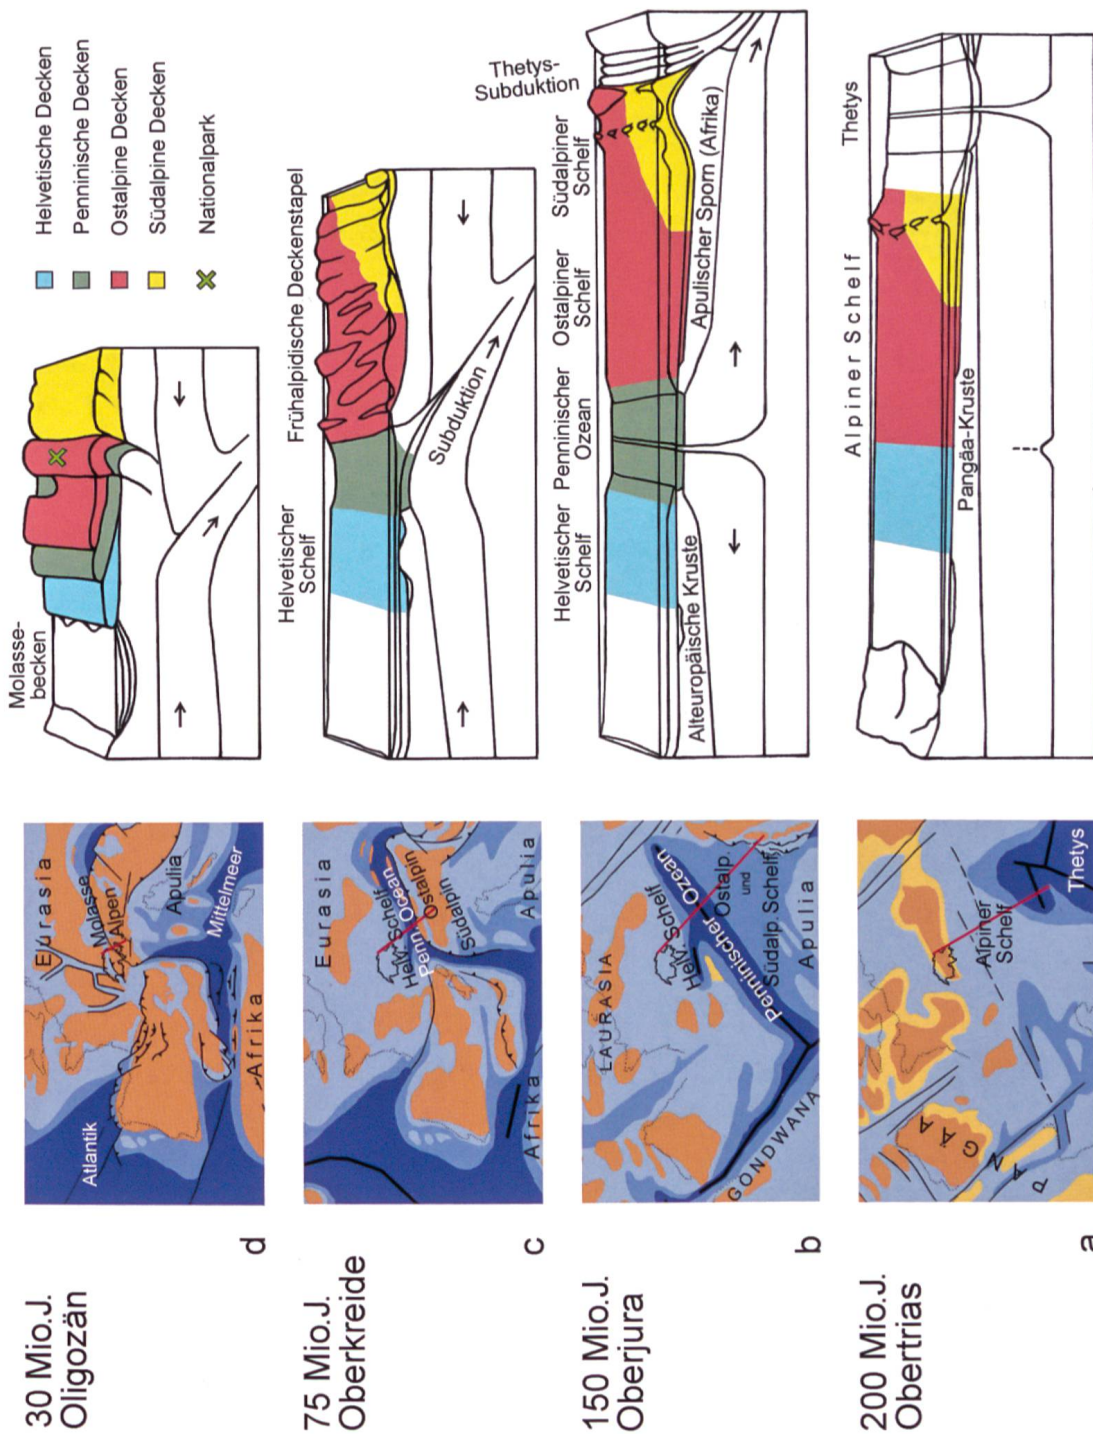 30 Mio.J.
Oligozän
d
Eurasia
Molasse
Alpen
Atlantik
Apulia
Mittelmeer
Afrika
Molasse-
becken
Helvetische Decken
Penninische Decken
Ostalpine Decken
Südalpine Decken
Nationalpark
75 Mio.J.
Oberkreide
c
Eurasia
Helv. Schelf
Penn. Ocean
Ostalpin
Südalpin
Apulia
Afrika
Helvetischer
Schelf
Frühalpidische Deckenstapel
Subduktion
150 Mio.J.
Oberjura
b
LAURASIA
Helv. Schelf
Penninischer Ozean
Ostalp.
und
Südalp. Schelf
Apulia
GONDWANA
Helvetischer
Schelf
Penninischer
Ozean
Ostalpiner
Schelf
Südalpiner
Schelf
Thetys-
Subduktion
Alteuropäische Kruste
Apulischer Sporn (Afrika)
200 Mio.J.
Obertrias
a
PANGÄA
Alpiner
Schelf
Thetys
Alpiner Schelf
Thetys
Pangäa-Kruste